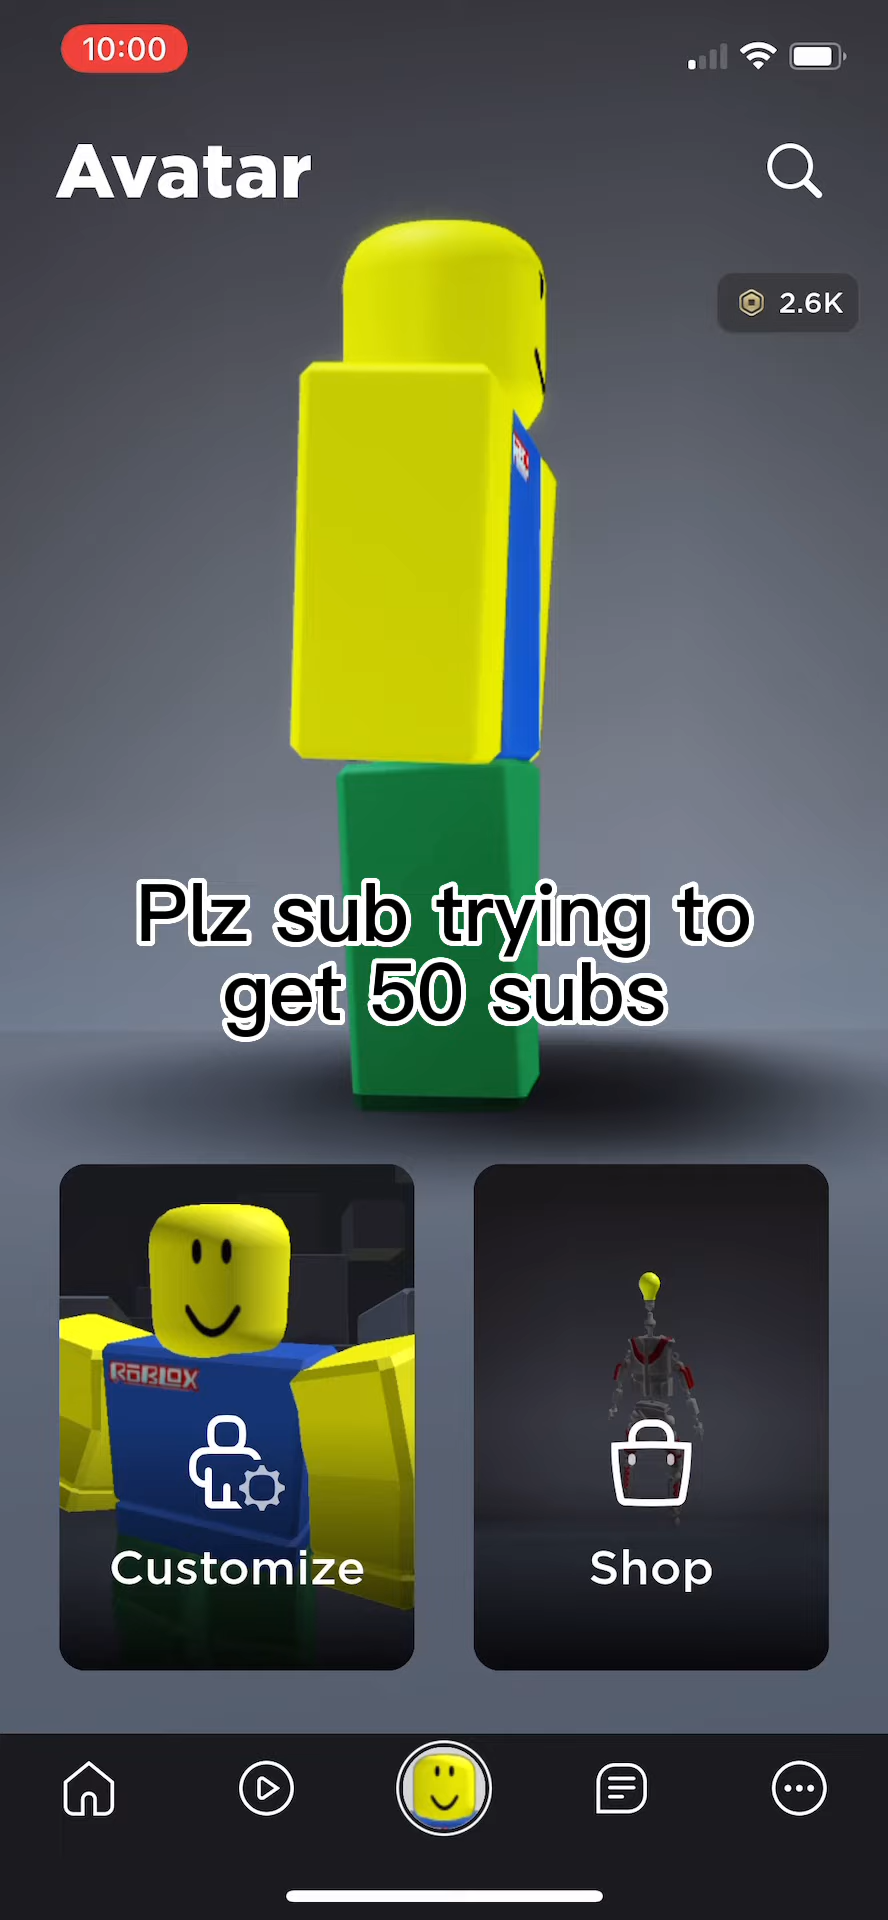 10:00
Avatar
2.6K
Plz sub trying to
get 50 subs
ROBLOX
Customize
Shop